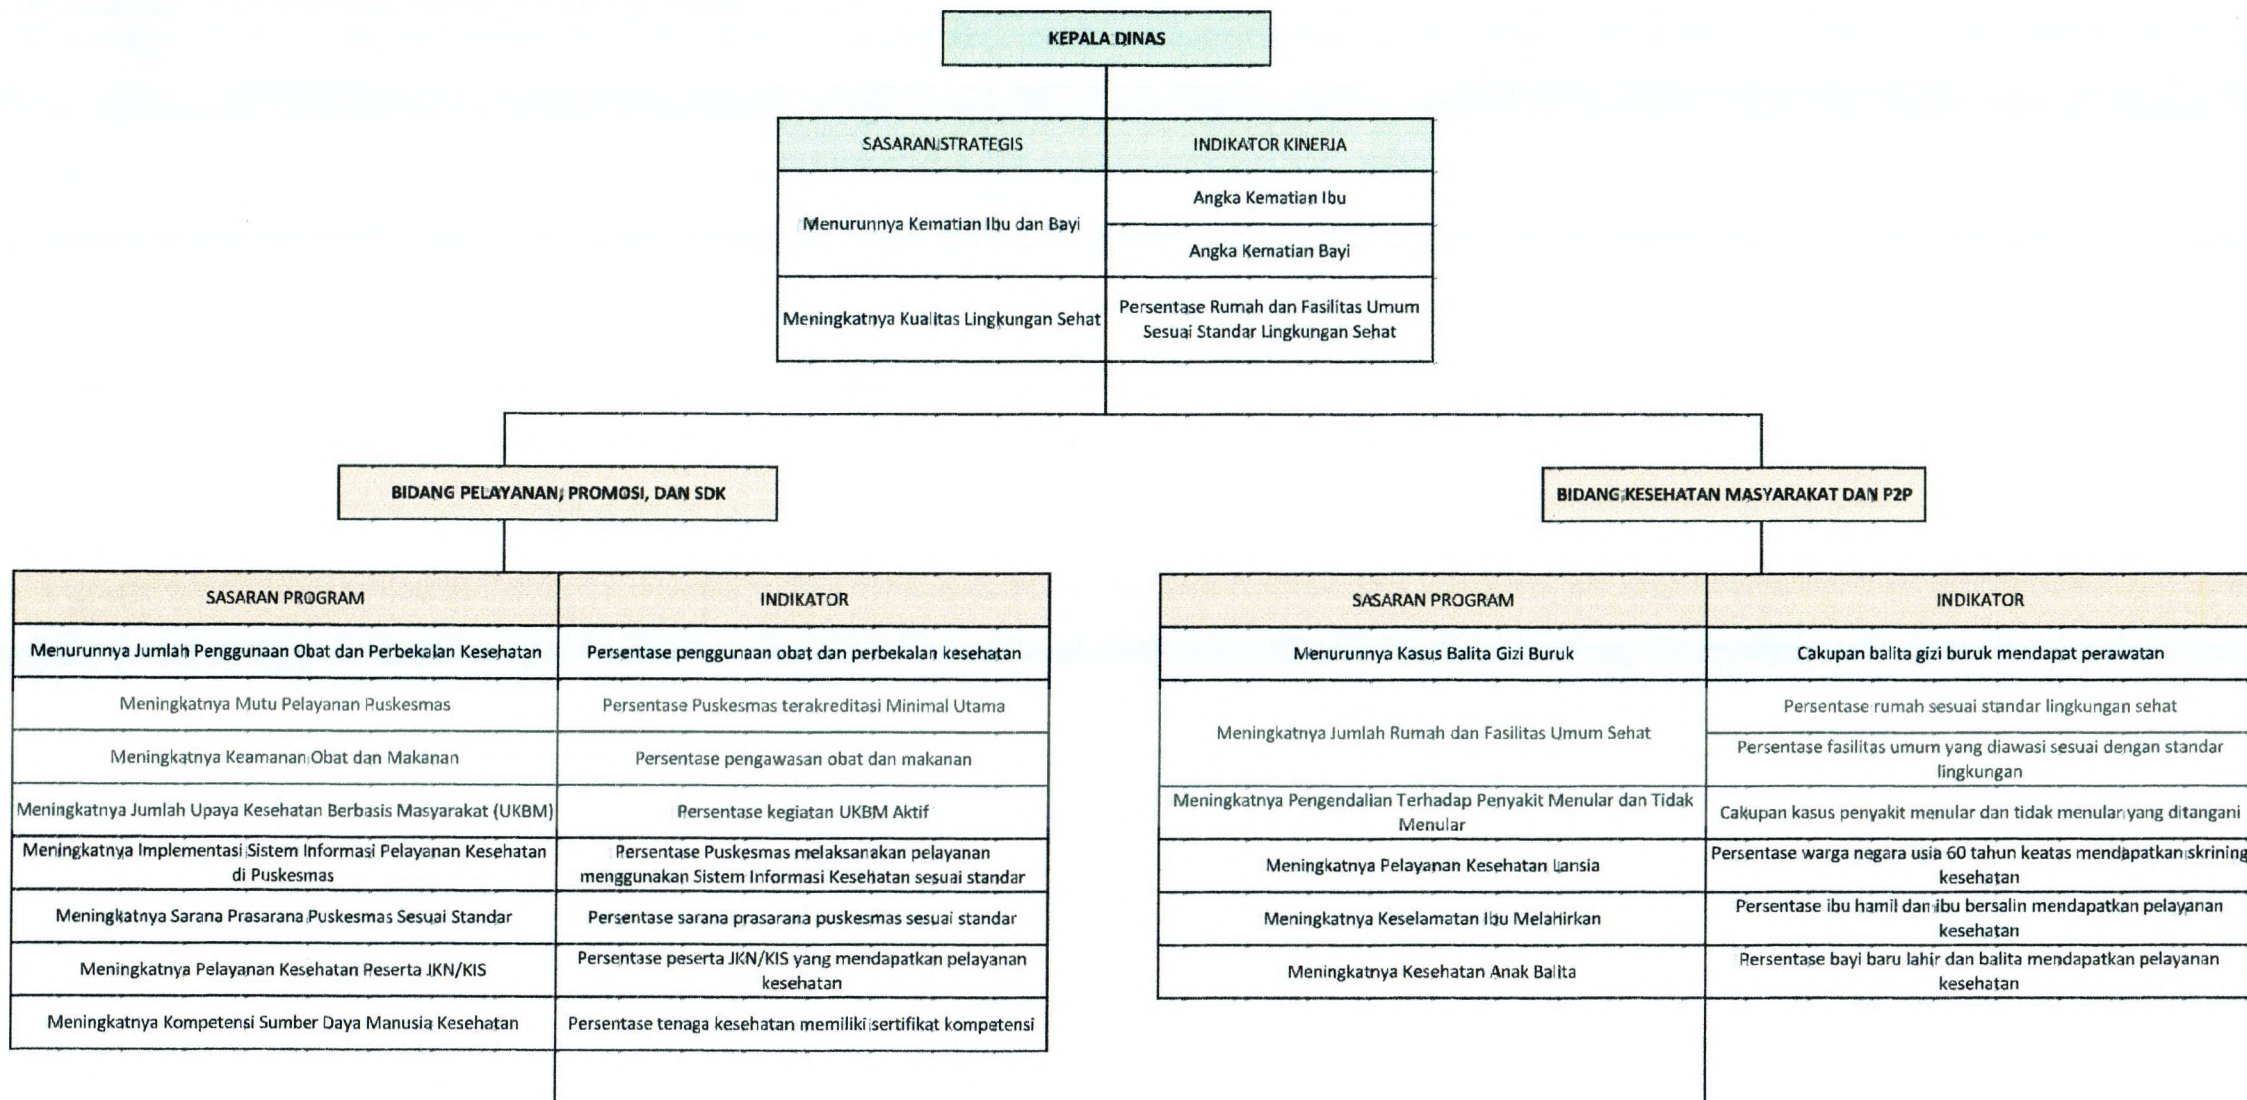 KEPALA DINAS
SASARAN STRATEGIS
INDIKATOR KINERJA
Menurunnya Kematian Ibu dan Bayi
Angka Kematian Ibu
Angka Kematian Bayi
Meningkatnya Kualitas Lingkungan Sehat
Persentase Rumah dan Fasilitas Umum
Sesuai Standar Lingkungan Sehat
BIDANG PELAYANAN, PROMOSI, DAN SDK
SASARAN PROGRAM
INDIKATOR
Menurunnya Jumlah Penggunaan Obat dan Perbekalan Kesehatan
Persentase penggunaan obat dan perbekalan kesehatan
Meningkatnya Mutu Pelayanan Puskesmas
Persentase Puskesmas terakreditasi Minimal Utama
Meningkatnya Keamanan Obat dan Makanan
Persentase pengawasan obat dan makanan
Meningkatnya Jumlah Upaya Kesehatan Berbasis Masyarakat (UKBM)
Persentase kegiatan UKBM Aktif
Meningkatnya Implementasi Sistem Informasi Pelayanan Kesehatan
di Puskesmas
Persentase Puskesmas melaksanakan pelayanan
menggunakan Sistem Informasi Kesehatan sesuai standar
Meningkatnya Sarana Prasarana Puskesmas Sesuai Standar
Persentase sarana prasarana puskesmas sesuai standar
Meningkatnya Pelayanan Kesehatan Peserta JKN/KIS
Persentase peserta JKN/KIS yang mendapatkan pelayanan
kesehatan
Meningkatnya Kompetensi Sumber Daya Manusia Kesehatan
Persentase tenaga kesehatan memiliki sertifikat kompetensi
BIDANG KESEHATAN MASYARAKAT DAN P2P
SASARAN PROGRAM
INDIKATOR
Menurunnya Kasus Balita Gizi Buruk
Cakupan balita gizi buruk mendapat perawatan
Meningkatnya Jumlah Rumah dan Fasilitas Umum Sehat
Persentase rumah sesuai standar lingkungan sehat
Persentase fasilitas umum yang diawasi sesuai dengan standar
lingkungan
Meningkatnya Pengendalian Terhadap Penyakit Menular dan Tidak
Menular
Cakupan kasus penyakit menular dan tidak menular yang ditangani
Meningkatnya Pelayanan Kesehatan Lansia
Persentase warga negara usia 60 tahun keatas mendapatkan skrining
kesehatan
Meningkatnya Keselamatan Ibu Melahirkan
Persentase ibu hamil dan ibu bersalin mendapatkan pelayanan
kesehatan
Meningkatnya Kesehatan Anak Balita
Persentase bayi baru lahir dan balita mendapatkan pelayanan
kesehatan